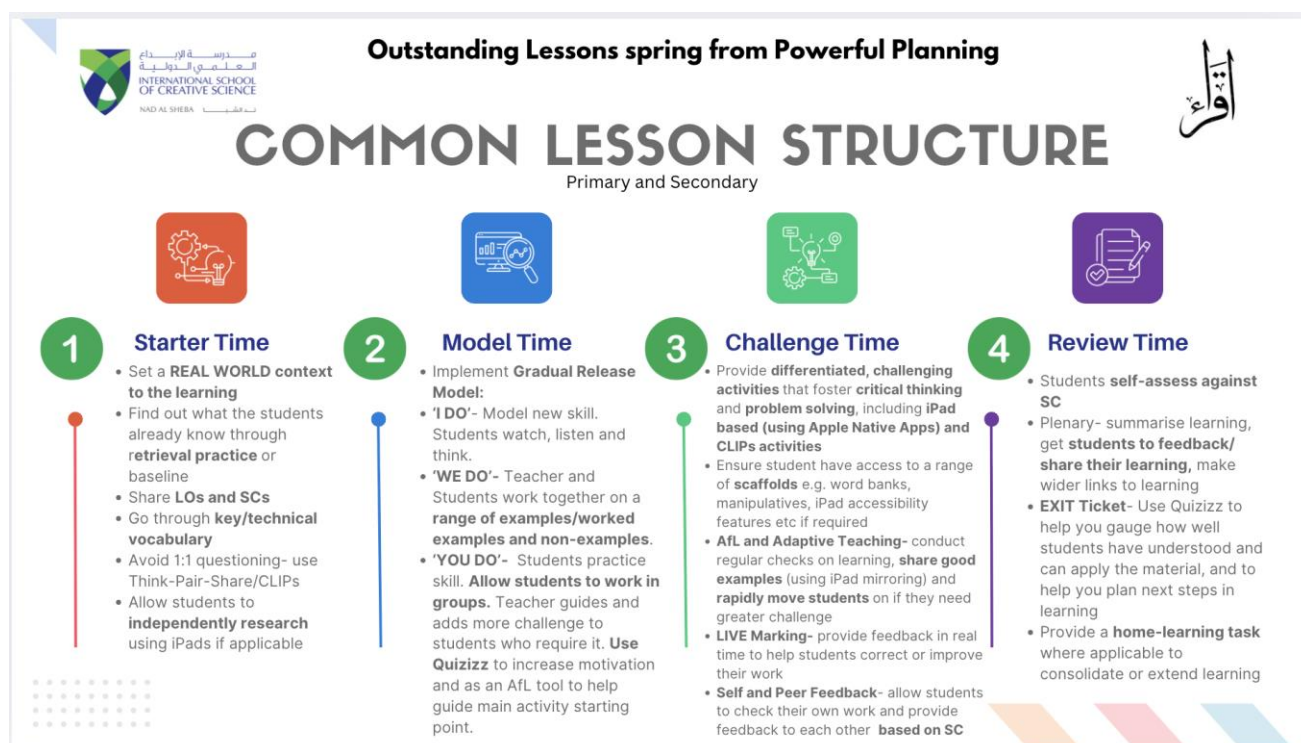 Outstanding Lessons spring from Powerful Planning
مدرسة الإبداع
العلمي الدولية
INTERNATIONAL SCHOOL
OF CREATIVE SCIENCE
NAD AL SHEBA ند الشبا
اقرأ
COMMON LESSON STRUCTURE
Primary and Secondary
1
Starter Time
• Set a REAL WORLD context
to the learning
• Find out what the students
already know through
retrieval practice or
baseline
• Share LOs and SCs
• Go through key/technical
vocabulary
• Avoid 1:1 questioning- use
Think-Pair-Share/CLIPs
• Allow students to
independently research
using iPads if applicable
2
Model Time
• Implement Gradual Release
Model:
• 'I DO'- Model new skill.
Students watch, listen and
think.
• 'WE DO'- Teacher and
Students work together on a
range of examples/worked
examples and non-examples.
• 'YOU DO'- Students practice
skill. Allow students to work in
groups. Teacher guides and
adds more challenge to
students who require it. Use
Quizizz to increase motivation
and as an AfL tool to help
guide main activity starting
point.
3
Challenge Time
• Provide differentiated, challenging
activities that foster critical thinking
and problem solving, including iPad
based (using Apple Native Apps) and
CLIPs activities
• Ensure student have access to a range
of scaffolds e.g. word banks,
manipulatives, iPad accessibility
features etc if required
• AfL and Adaptive Teaching- conduct
regular checks on learning, share good
examples (using iPad mirroring) and
rapidly move students on if they need
greater challenge
• LIVE Marking- provide feedback in real
time to help students correct or improve
their work
• Self and Peer Feedback- allow students
to check their own work and provide
feedback to each other based on SC
4
Review Time
• Students self-assess against
SC
• Plenary- summarise learning,
get students to feedback/
share their learning, make
wider links to learning
• EXIT Ticket- Use Quizizz to
help you gauge how well
students have understood and
can apply the material, and to
help you plan next steps in
learning
• Provide a home-learning task
where applicable to
consolidate or extend learning